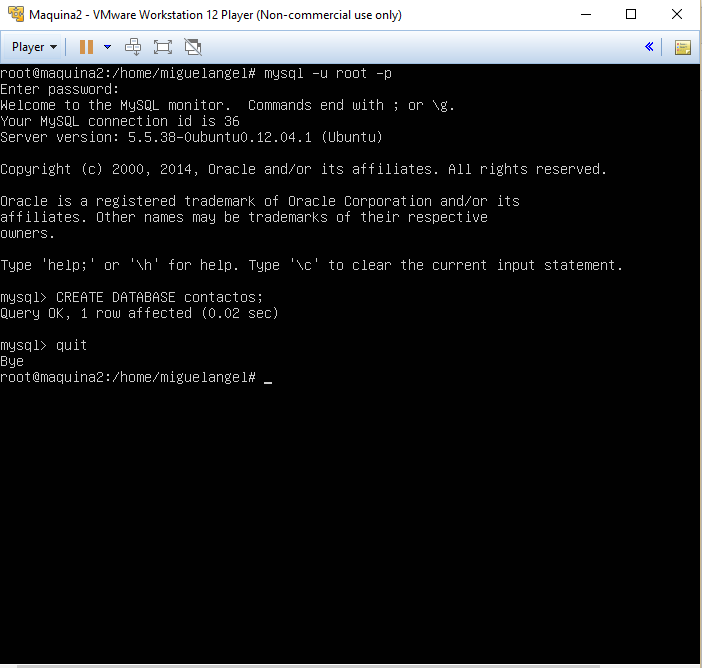 Maquina2 - VMware Workstation 12 Player (Non-commercial use only)
Player
root@maquina2:/home/miguelangel# mysql -u root -p
Enter password:
Welcome to the MySQL monitor.  Commands end with ; or \g.
Your MySQL connection id is 36
Server version: 5.5.38-0ubuntu0.12.04.1 (Ubuntu)
Copyright (c) 2000, 2014, Oracle and/or its affiliates. All rights reserved.
Oracle is a registered trademark of Oracle Corporation and/or its
affiliates. Other names may be trademarks of their respective
owners.
Type 'help;' or '\h' for help. Type '\c' to clear the current input statement.
mysql> CREATE DATABASE contactos;
Query OK, 1 row affected (0.02 sec)
mysql> quit
Bye
root@maquina2:/home/miguelangel# _